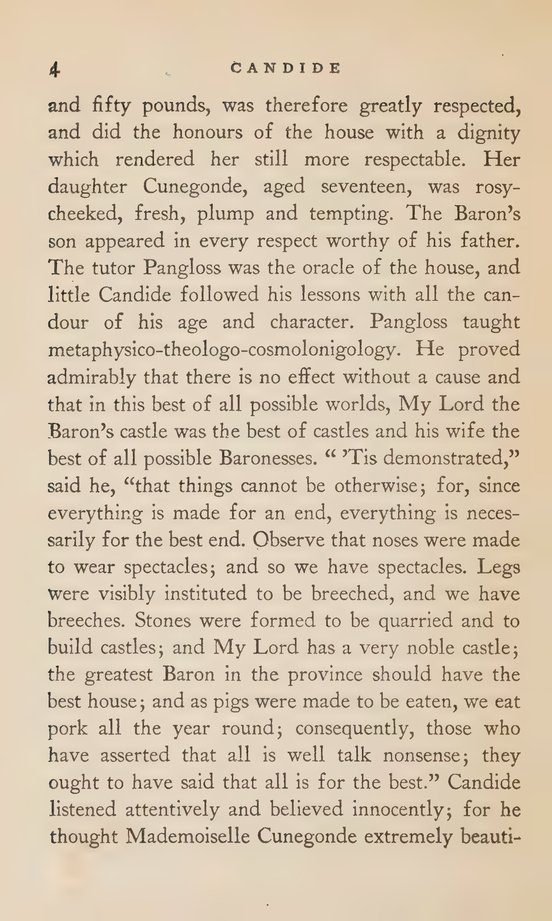 4 CANDIDE
and fifty pounds, was therefore greatly respected,
and did the honours of the house with a dignity
which rendered her still more respectable. Her
daughter Cunegonde, aged seventeen, was rosy-
cheeked, fresh, plump and tempting. The Baron's
son appeared in every respect worthy of his father.
The tutor Pangloss was the oracle of the house, and
little Candide followed his lessons with all the can-
dour of his age and character. Pangloss taught
metaphysico-theologo-cosmolonigology. He proved
admirably that there is no effect without a cause and
that in this best of all possible worlds, My Lord the
Baron's castle was the best of castles and his wife the
best of all possible Baronesses. “ ’Tis demonstrated,”
said he, “that things cannot be otherwise; for, since
everything is made for an end, everything is neces-
sarily for the best end. Observe that noses were made
to wear spectacles; and so we have spectacles. Legs
were visibly instituted to be breeched, and we have
breeches. Stones were formed to be quarried and to
build castles; and My Lord has a very noble castle;
the greatest Baron in the province should have the
best house; and as pigs were made to be eaten, we eat
pork all the year round; consequently, those who
have asserted that all is well talk nonsense; they
ought to have said that all is for the best.” Candide
listened attentively and believed innocently; for he
thought Mademoiselle Cunegonde extremely beauti-